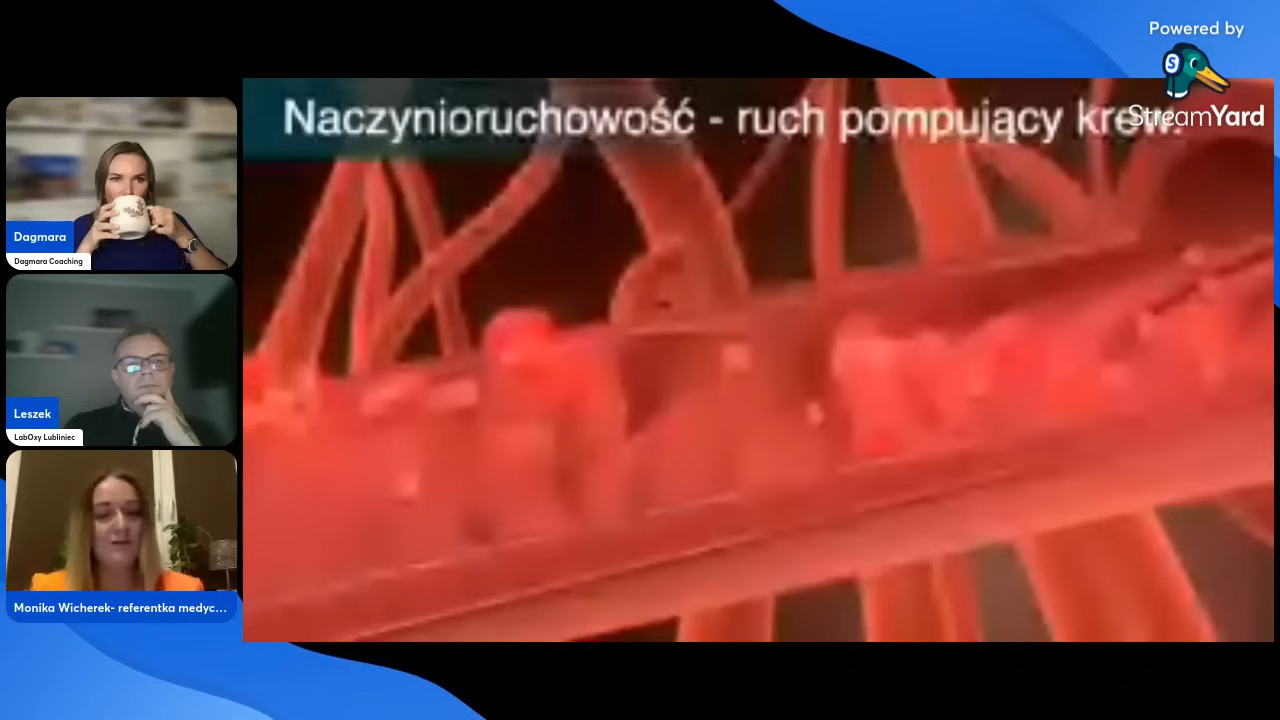 Powered by
S
StreamYard
Naczynioruchowość - ruch pompujący krew.
Dagmara
Dagmara Coaching
Leszek
LabOxy Lubliniec
Monika Wicherek- referentka medyc...